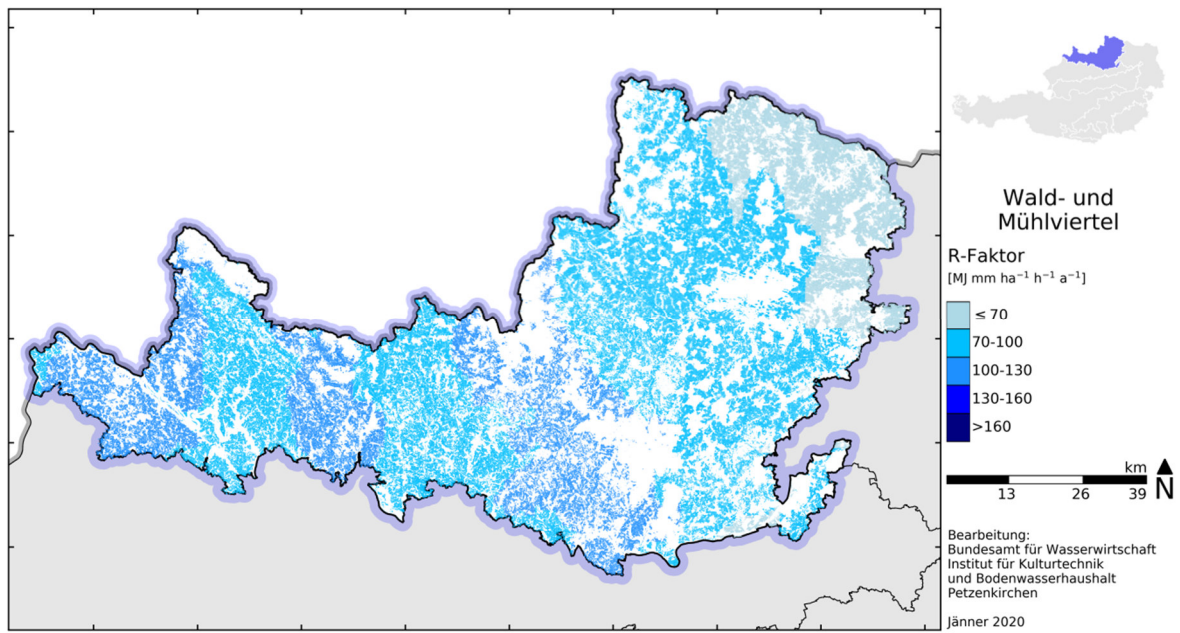 Wald- und
Mühlviertel
R-Faktor
[MJ mm ha⁻¹ h⁻¹ a⁻¹]
≤ 70
70-100
100-130
130-160
>160
km
13 26 39
N
Bearbeitung:
Bundesamt für Wasserwirtschaft
Institut für Kulturtechnik
und Bodenwasserhaushalt
Petzenkirchen
Jänner 2020